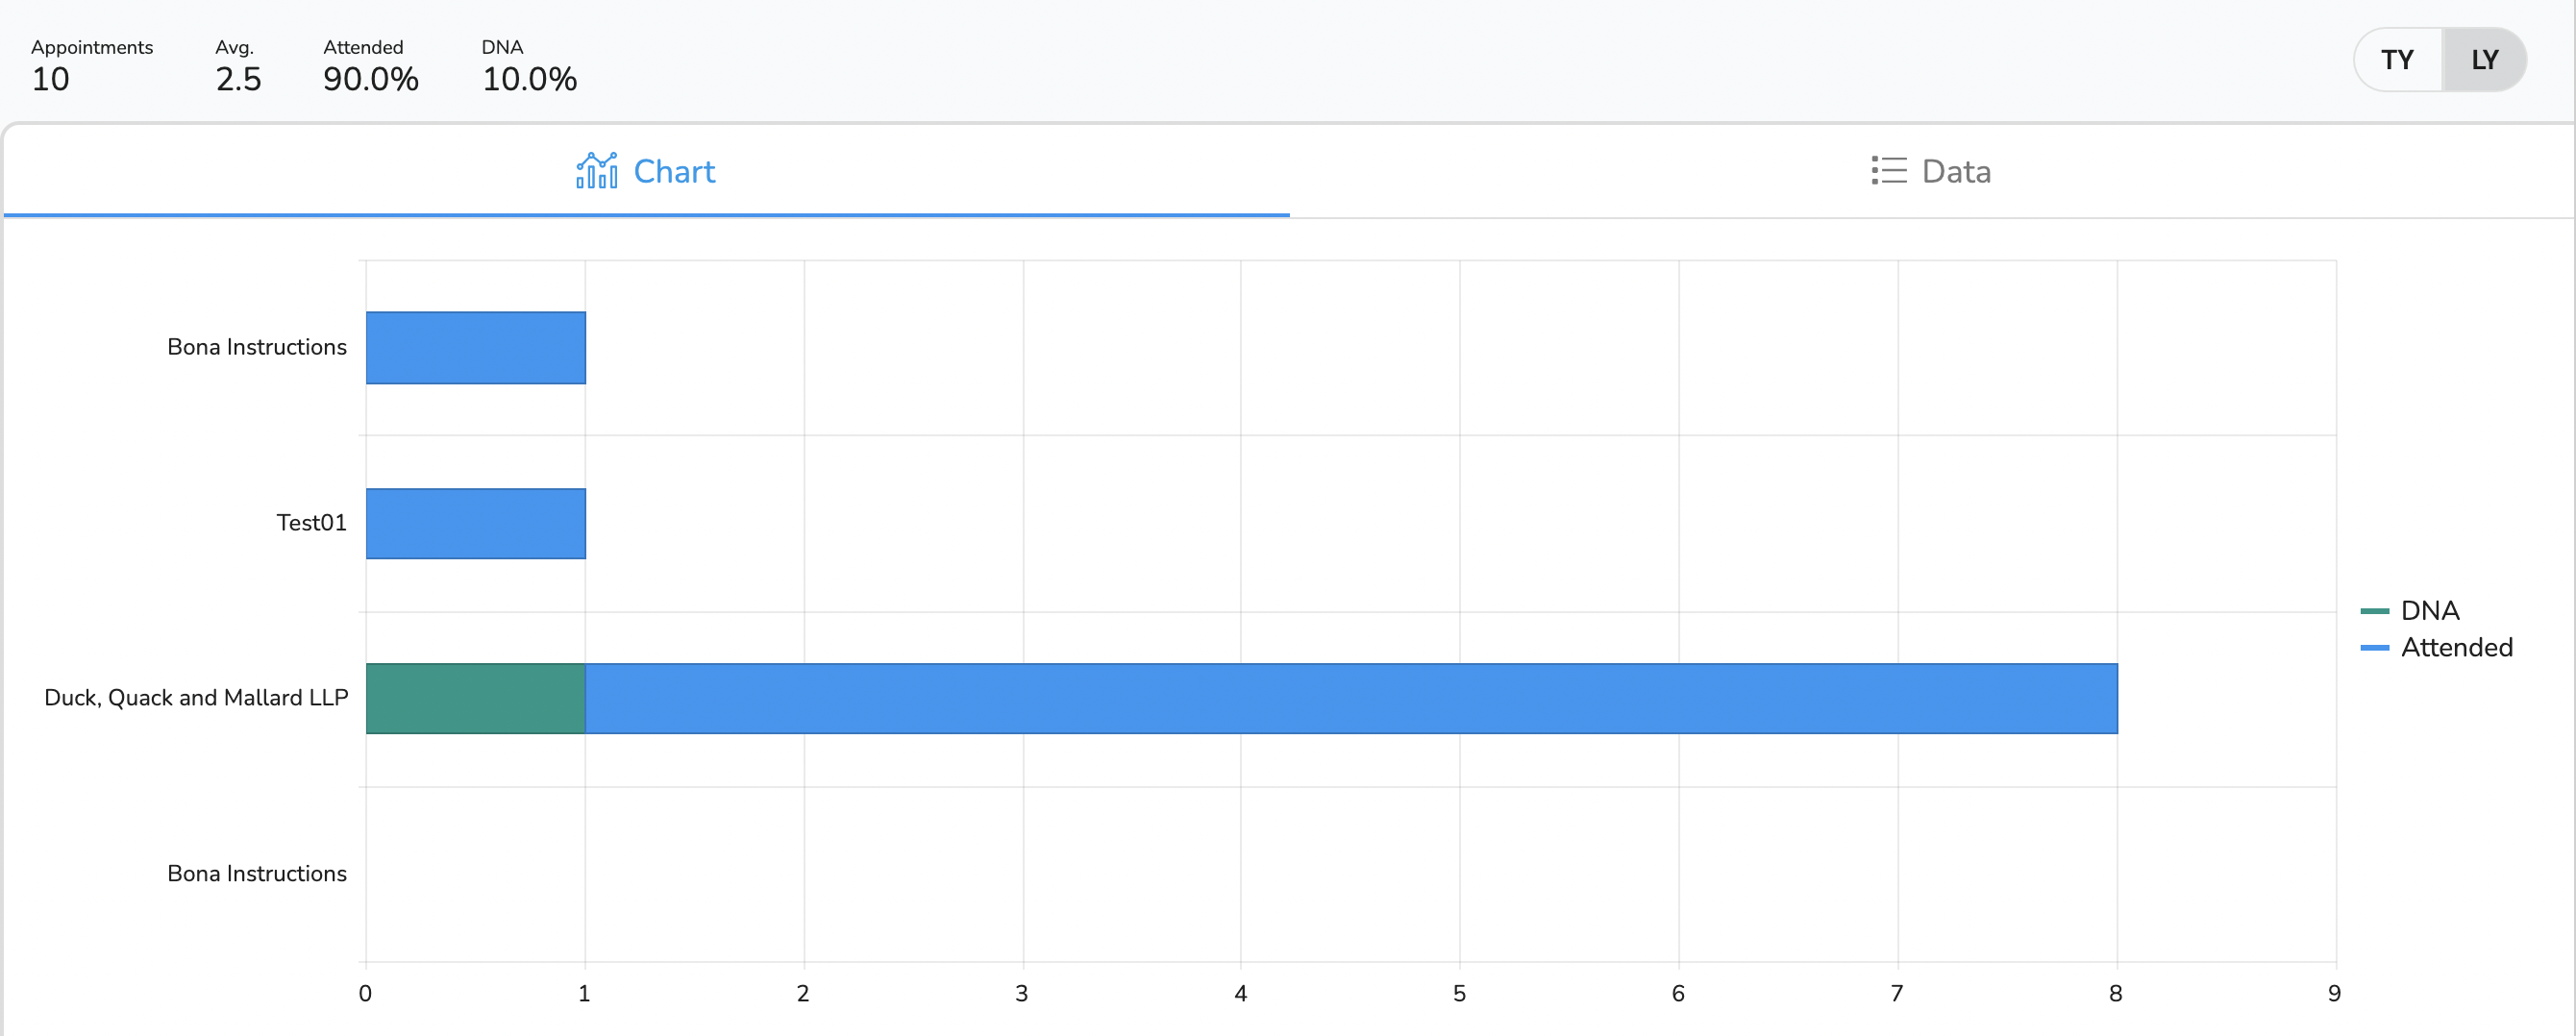 Appointments Avg. Attended DNA
10 2.5 90.0% 10.0%
TY LY
Chart Data
Bona Instructions
Test01
Duck, Quack and Mallard LLP
Bona Instructions
DNA
Attended
0 1 2 3 4 5 6 7 8 9